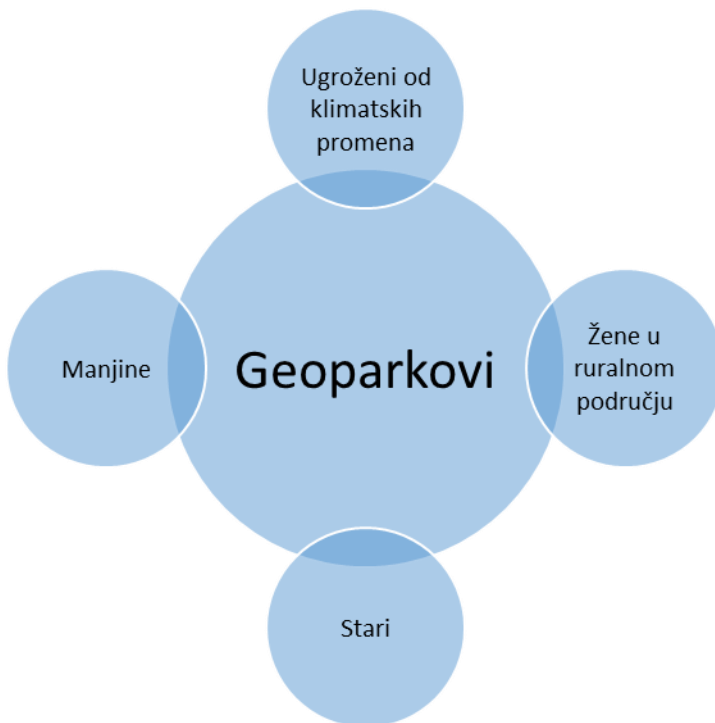 Ugroženi od
klimatskih
promena
Manjine
Geoparkovi
Žene u
ruralnom
području
Stari